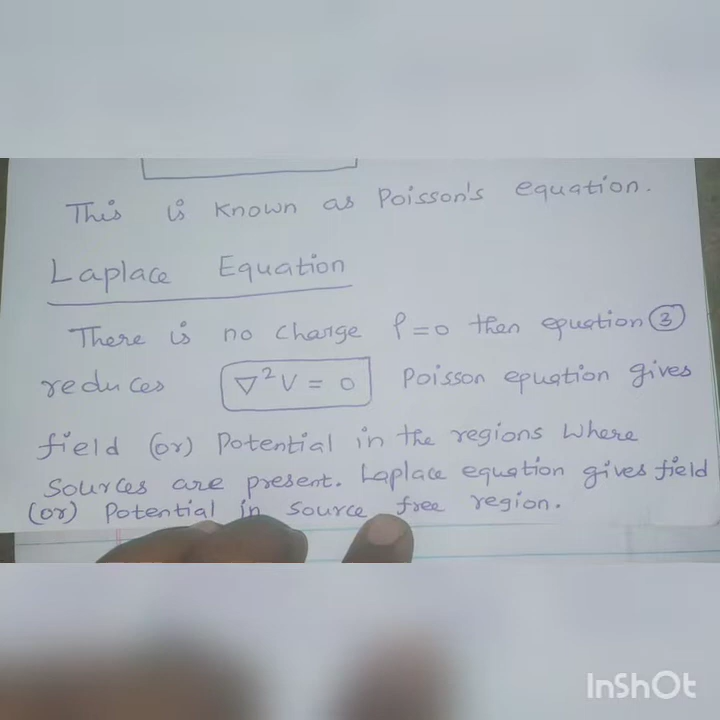 This is known as Poisson's equation.
Laplace Equation
There is no charge ρ=0 then equation ③
reduces ∇²V = 0 Poisson equation gives
field (or) Potential in the regions where
sources are present. Laplace equation gives field
(or) Potential in source free region.
InShOt